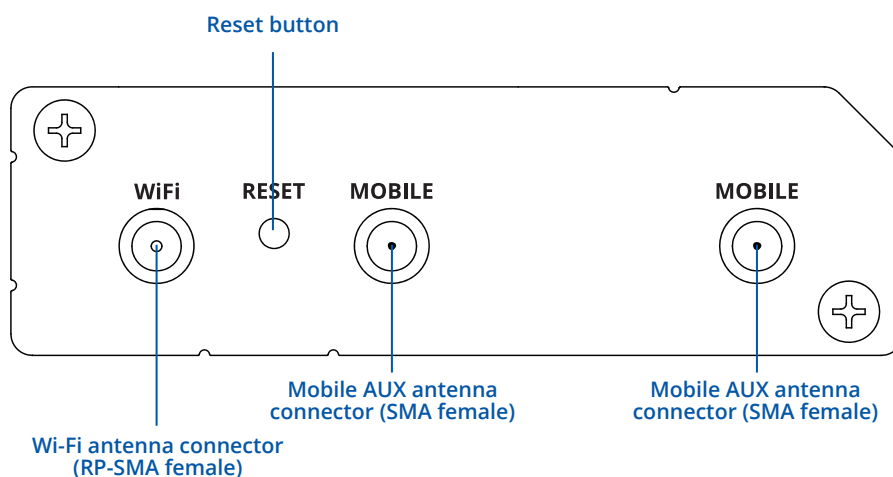 Reset button
WiFi
RESET
MOBILE
MOBILE
Mobile AUX antenna
connector (SMA female)
Mobile AUX antenna
connector (SMA female)
Wi-Fi antenna connector
(RP-SMA female)